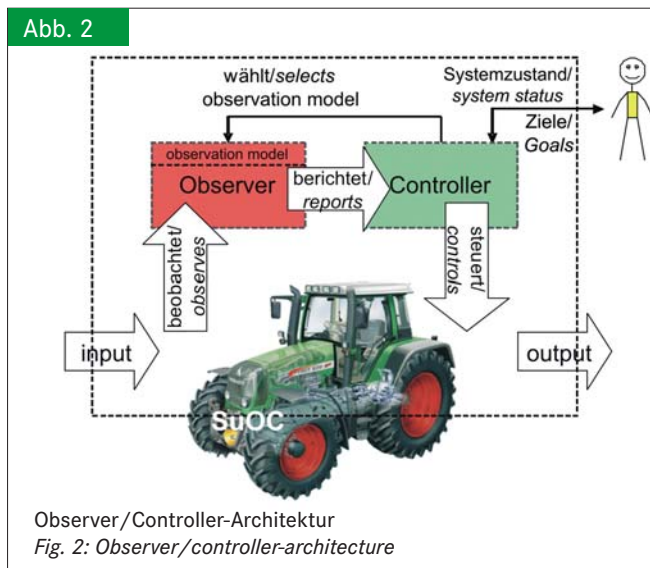 Abb. 2
wählt/selects
observation model
Systemzustand/
system status
Ziele/
Goals
observation model
Observer
berichtet/
reports
Controller
beobachtet/
observes
steuert/
controls
input
output
SuOC
Observer/Controller-Architektur
Fig. 2: Observer/controller-architecture